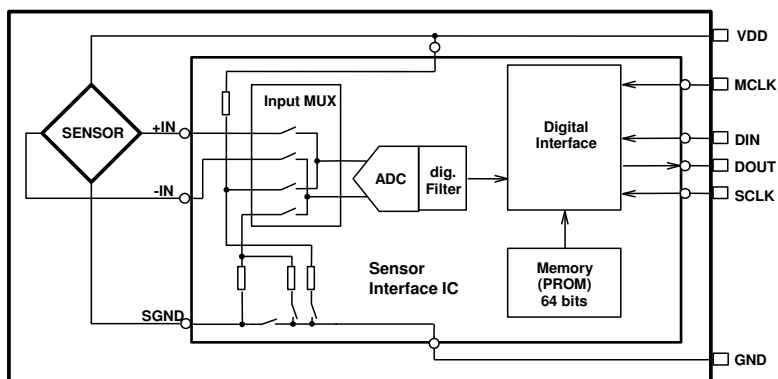 VDD
MCLK
Input MUX
+IN
SENSOR
Digital
Interface
DIN
DOUT
ADC
dig.
Filter
-IN
SCLK
Sensor
Interface IC
Memory
(PROM)
64 bits
SGND
GND